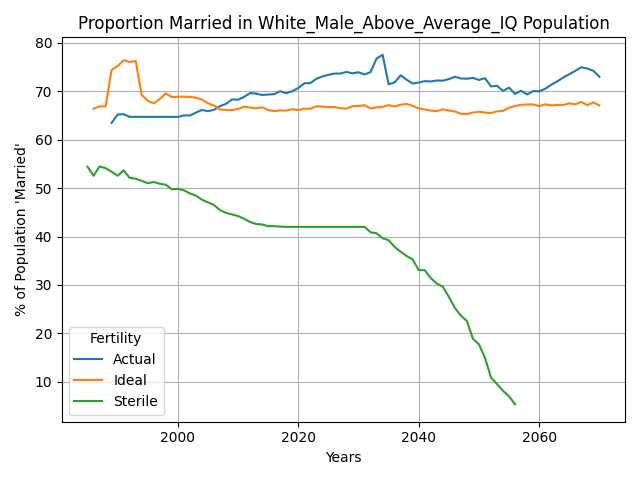 Proportion Married in White_Male_Above_Average_IQ Population
% of Population 'Married'
80
70
60
50
40
30
20
10
Fertility
Actual
Ideal
Sterile
2000 2020 2040 2060
Years